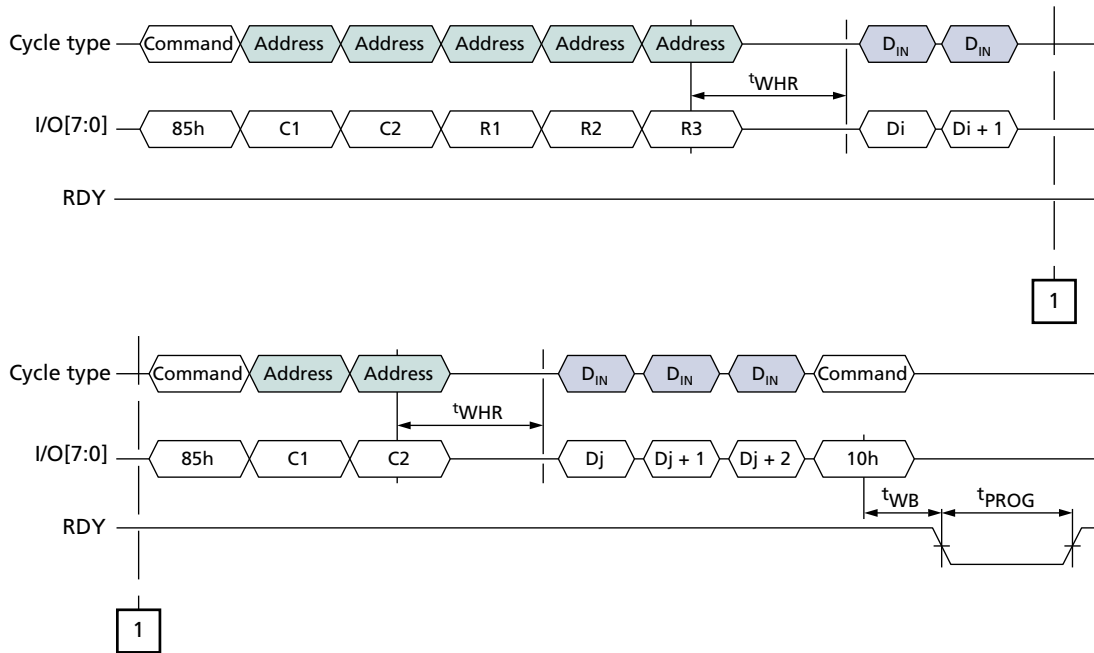 Cycle type Command Address Address Address Address Address DIN DIN
tWHR
I/O[7:0] 85h C1 C2 R1 R2 R3 Di Di + 1
RDY
1
Cycle type Command Address Address DIN DIN DIN Command
tWHR
I/O[7:0] 85h C1 C2 Dj Dj + 1 Dj + 2 10h
tWB tPROG
RDY
1